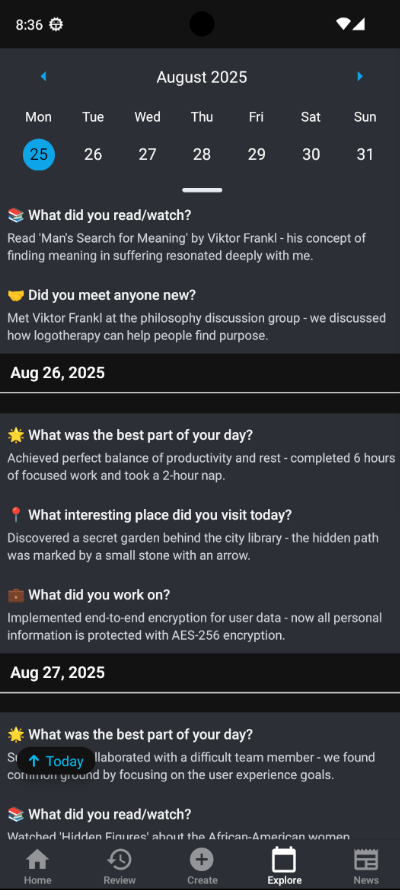 8:36
August 2025
Mon Tue Wed Thu Fri Sat Sun
25 26 27 28 29 30 31
What did you read/watch?
Read 'Man's Search for Meaning' by Viktor Frankl - his concept of
finding meaning in suffering resonated deeply with me.
Did you meet anyone new?
Met Viktor Frankl at the philosophy discussion group - we discussed
how logotherapy can help people find purpose.
Aug 26, 2025
What was the best part of your day?
Achieved perfect balance of productivity and rest - completed 6 hours
of focused work and took a 2-hour nap.
What interesting place did you visit today?
Discovered a secret garden behind the city library - the hidden path
was marked by a small stone with an arrow.
What did you work on?
Implemented end-to-end encryption for user data - now all personal
information is protected with AES-256 encryption.
Aug 27, 2025
What was the best part of your day?
with a difficult team member - we found
common ground by focusing on the user experience goals.
Today
What did you read/watch?
Watched 'Hidden Figures' about the African-American women
Home Review Create Explore News